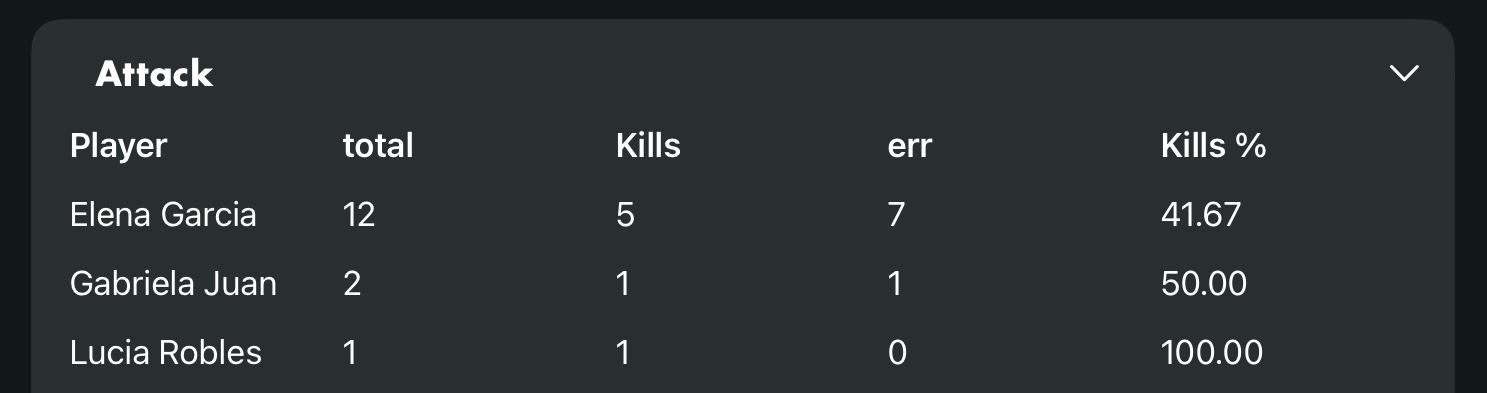 Attack
Player total Kills err Kills %
Elena Garcia 12 5 7 41.67
Gabriela Juan 2 1 1 50.00
Lucia Robles 1 1 0 100.00